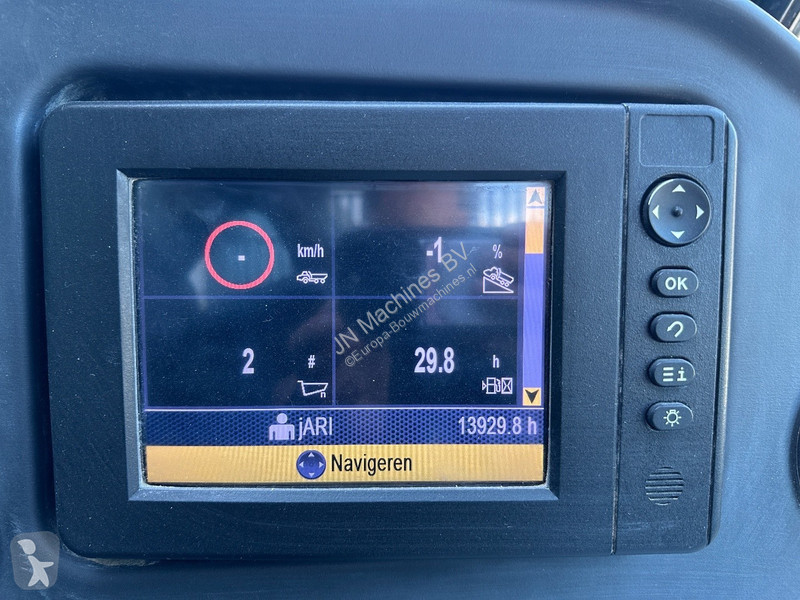 -
km/h
-1
%
2
#
n
29.8
h
jARI
13929.8 h
Navigeren
OK
i
JN Machines BV.
©Europa-Bouwmachines.nl